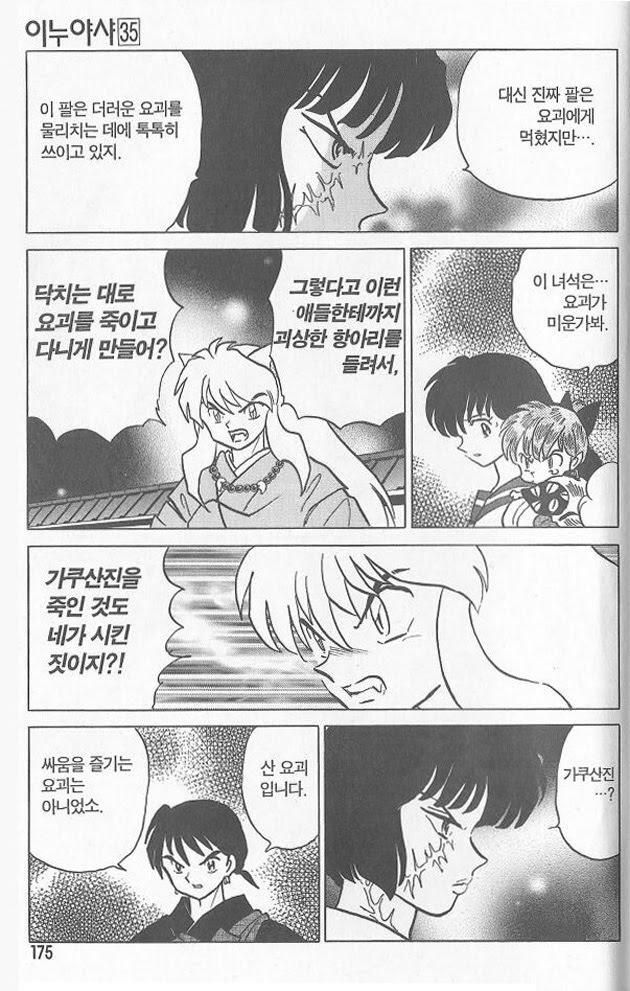 이누야샤 35
대신 진짜 팔은
요괴에게
먹혔지만….
이 팔은 더러운 요괴를
물리치는 데에 톡톡히
쓰이고 있지.
이 녀석은…
요괴가
미운가봐.
그렇다고 이런
애들한테까지
괴상한 항아리를
들려서,
닥치는 대로
요괴를 죽이고
다니게 만들어?
가쿠산진을
죽인 것도
네가 시킨
짓이지?!
가쿠산진
…?
산 요괴
입니다.
싸움을 즐기는
요괴는
아니었소.
175